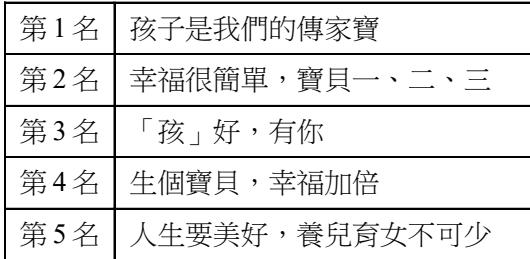 第1名 孩子是我們的傳家寶
第2名 幸福很簡單，寶貝一、二、三
第3名 「孩」好，有你
第4名 生個寶貝，幸福加倍
第5名 人生要美好，養兒育女不可少